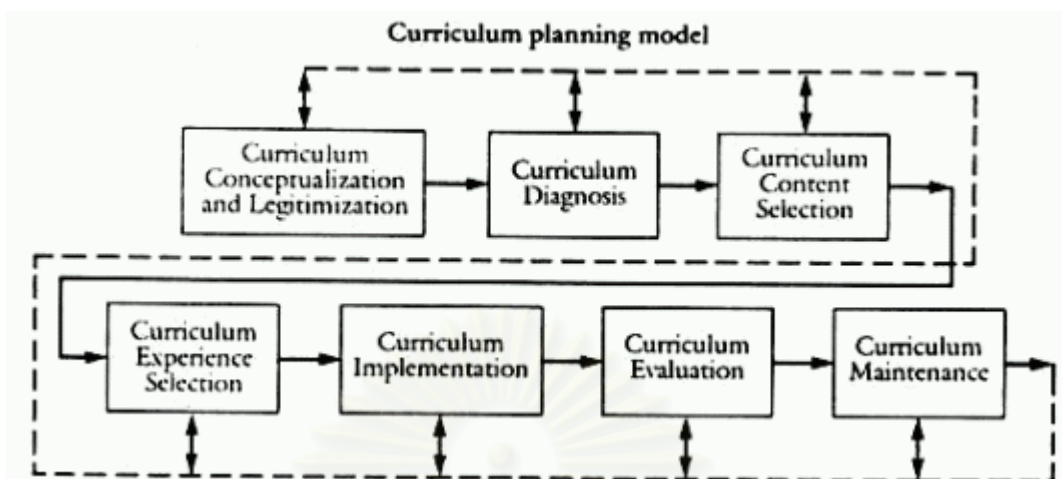 Curriculum planning model
Curriculum
Conceptualization
and Legitimization
Curriculum
Diagnosis
Curriculum
Content
Selection
Curriculum
Experience
Selection
Curriculum
Implementation
Curriculum
Evaluation
Curriculum
Maintenance